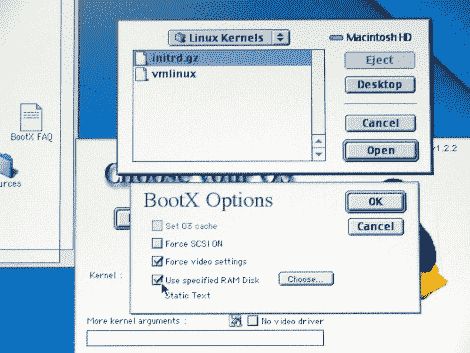 Linux Kernels
Macintosh HD
initrd.gz
vmlinux
Eject
Desktop
Cancel
Open
BootX FAQ
1.2.2
Choose your OS
BootX Options
OK
Cancel
Set G3 cache
Force SCSI ON
Force video settings
Use specified RAM Disk
Choose...
Static Text
Kernel :
More kernel arguments :
No video driver